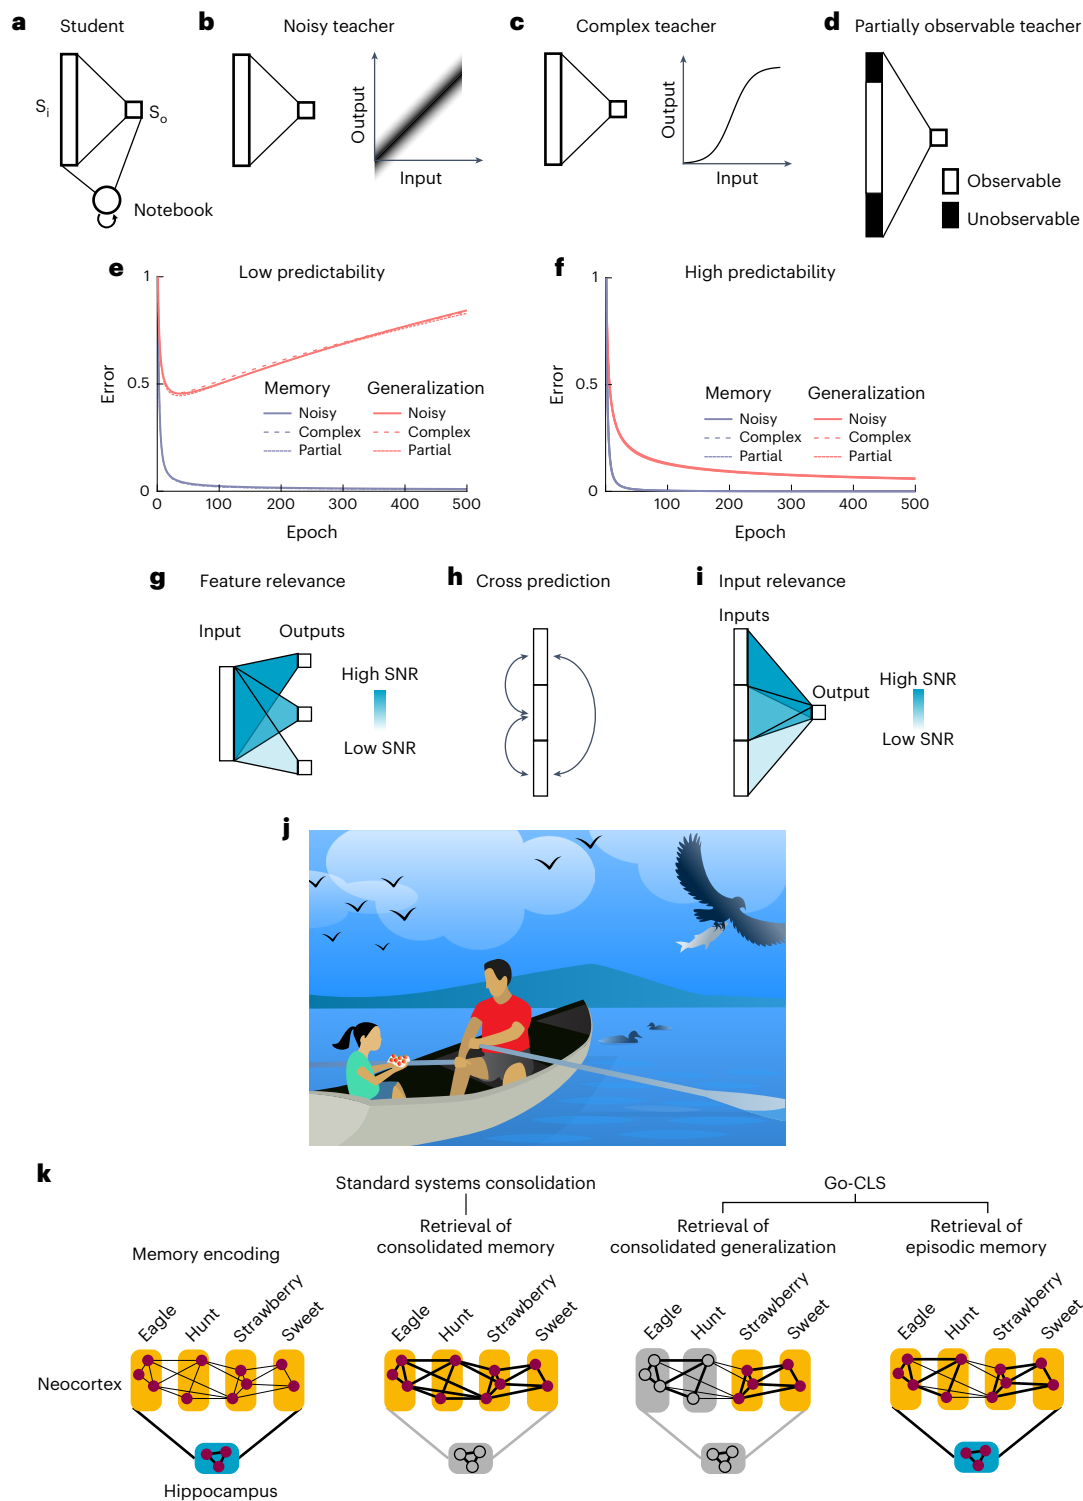 a Student
S_i
S_o
Notebook
b Noisy teacher
Output
Input
c Complex teacher
Output
Input
d Partially observable teacher
Observable
Unobservable
e Low predictability
1
0.5
0
Error
Memory Generalization
Noisy Noisy
Complex Complex
Partial Partial
0 100 200 300 400 500
Epoch
f High predictability
1
0.5
0
Error
Memory Generalization
Noisy Noisy
Complex Complex
Partial Partial
100 200 300 400 500
Epoch
g Feature relevance
Input Outputs
High SNR
Low SNR
h Cross prediction
i Input relevance
Inputs
Output
High SNR
Low SNR
j
k
Standard systems consolidation
Go-CLS
Memory encoding
Retrieval of
consolidated memory
Retrieval of
consolidated generalization
Retrieval of
episodic memory
Eagle Hunt Strawberry Sweet
Eagle Hunt Strawberry Sweet
Eagle Hunt Strawberry Sweet
Eagle Hunt Strawberry Sweet
Neocortex
Hippocampus